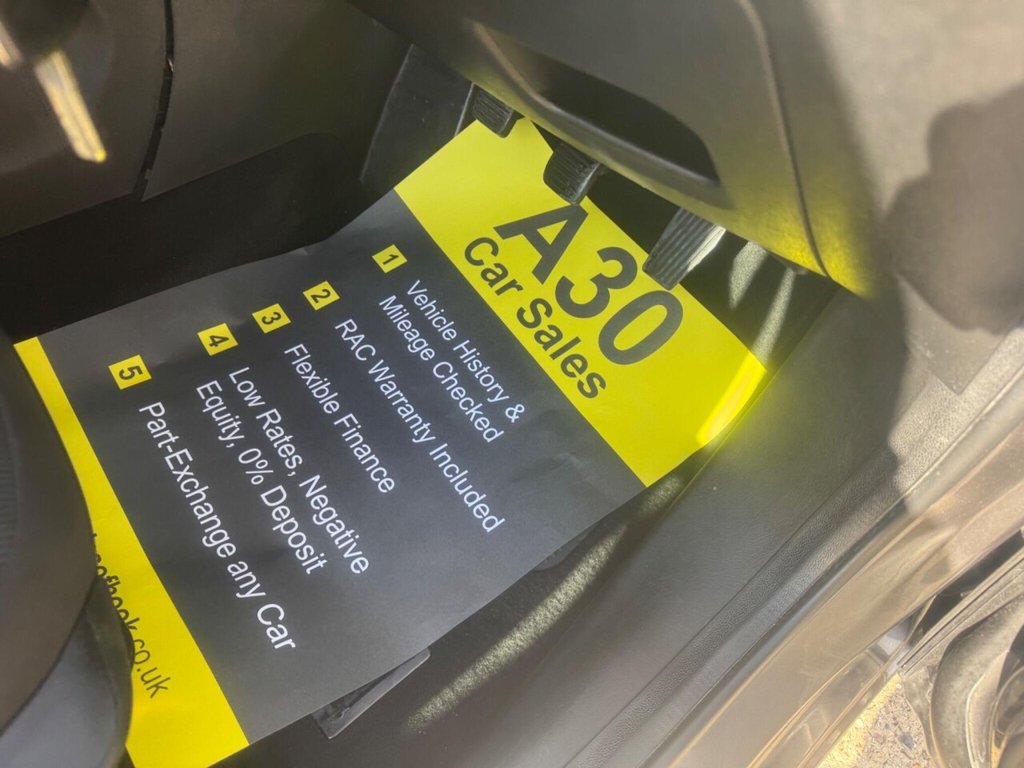 A30
Car Sales
1 Vehicle History &
Mileage Checked
2 RAC Warranty Included
3 Flexible Finance
4 Low Rates, Negative
Equity, 0% Deposit
5 Part-Exchange any Car
ofhook.co.uk